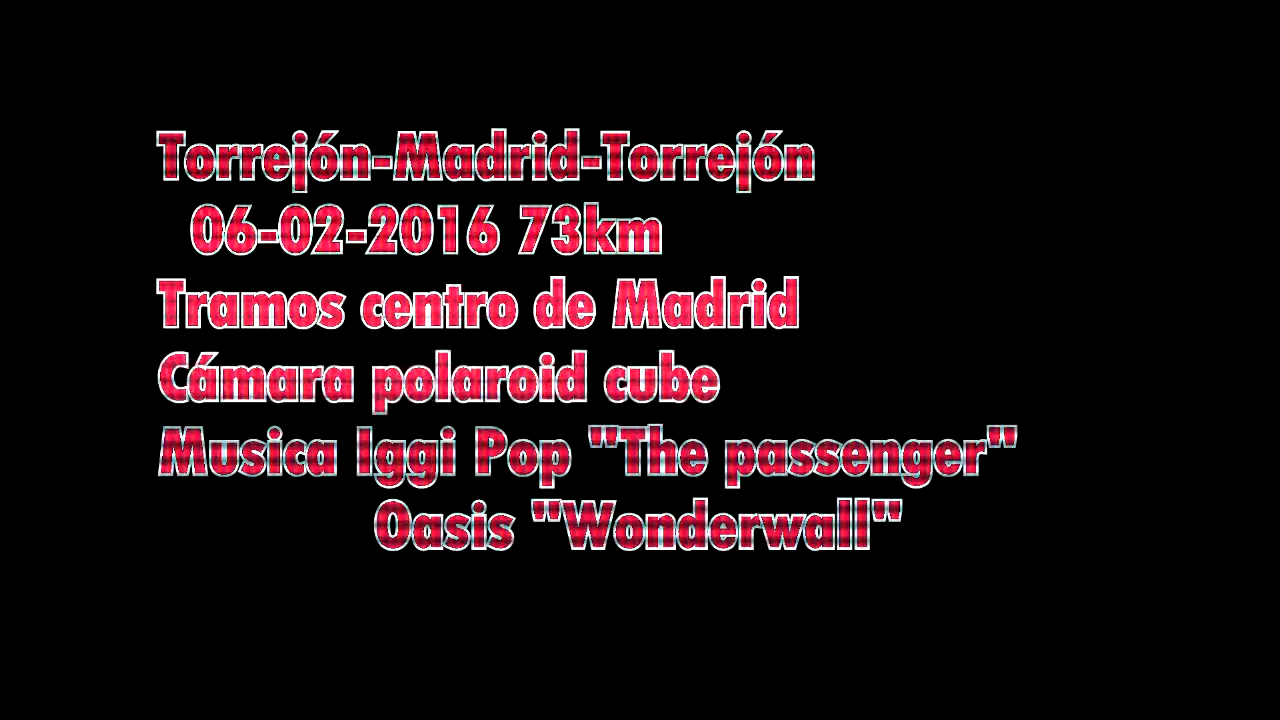 Torrejón-Madrid-Torrejón
06-02-2016 73km
Tramos centro de Madrid
Cámara polaroid cube
Musica Iggi Pop "The passenger"
Oasis "Wonderwall"